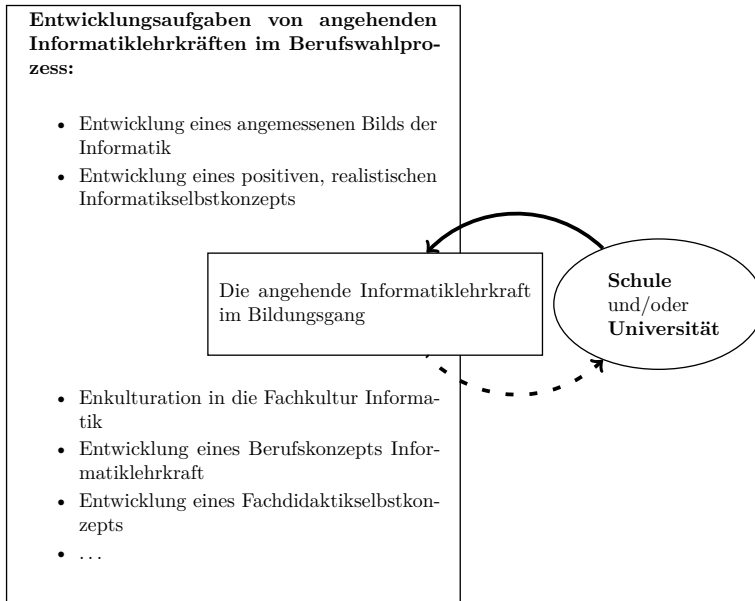 Entwicklungsaufgaben von angehenden
Informatiklehrkräften im Berufswahlpro-
zess:
• Entwicklung eines angemessenen Bilds der
Informatik
• Entwicklung eines positiven, realistischen
Informatikselbstkonzepts
Die angehende Informatiklehrkraft
im Bildungsgang
Schule
und/oder
Universität
• Enkulturation in die Fachkultur Informa-
tik
• Entwicklung eines Berufskonzepts Infor-
matiklehrkraft
• Entwicklung eines Fachdidaktikselbstkon-
zepts
• . . .